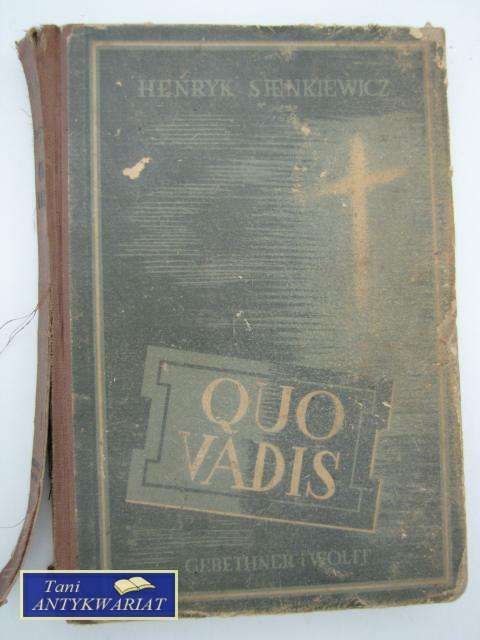 HENRYK SIENKIEWICZ
QUO
VADIS
GEBETHNER i WOLFF
Tani
ANTYKWARIAT